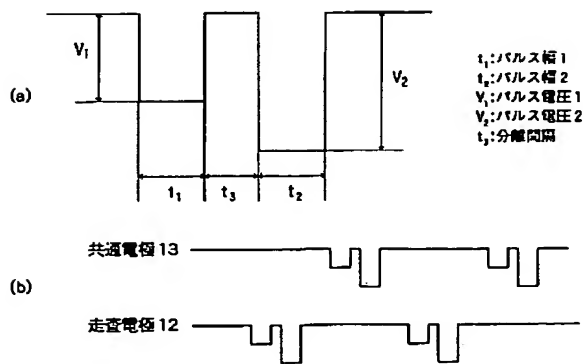 (a)
V₁
V₂
t₁
t₃
t₂
t₁:パルス幅1
t₂:パルス幅2
V₁:パルス電圧1
V₂:パルス電圧2
t₃:分離間隔
(b)
共通電極13
走査電極12